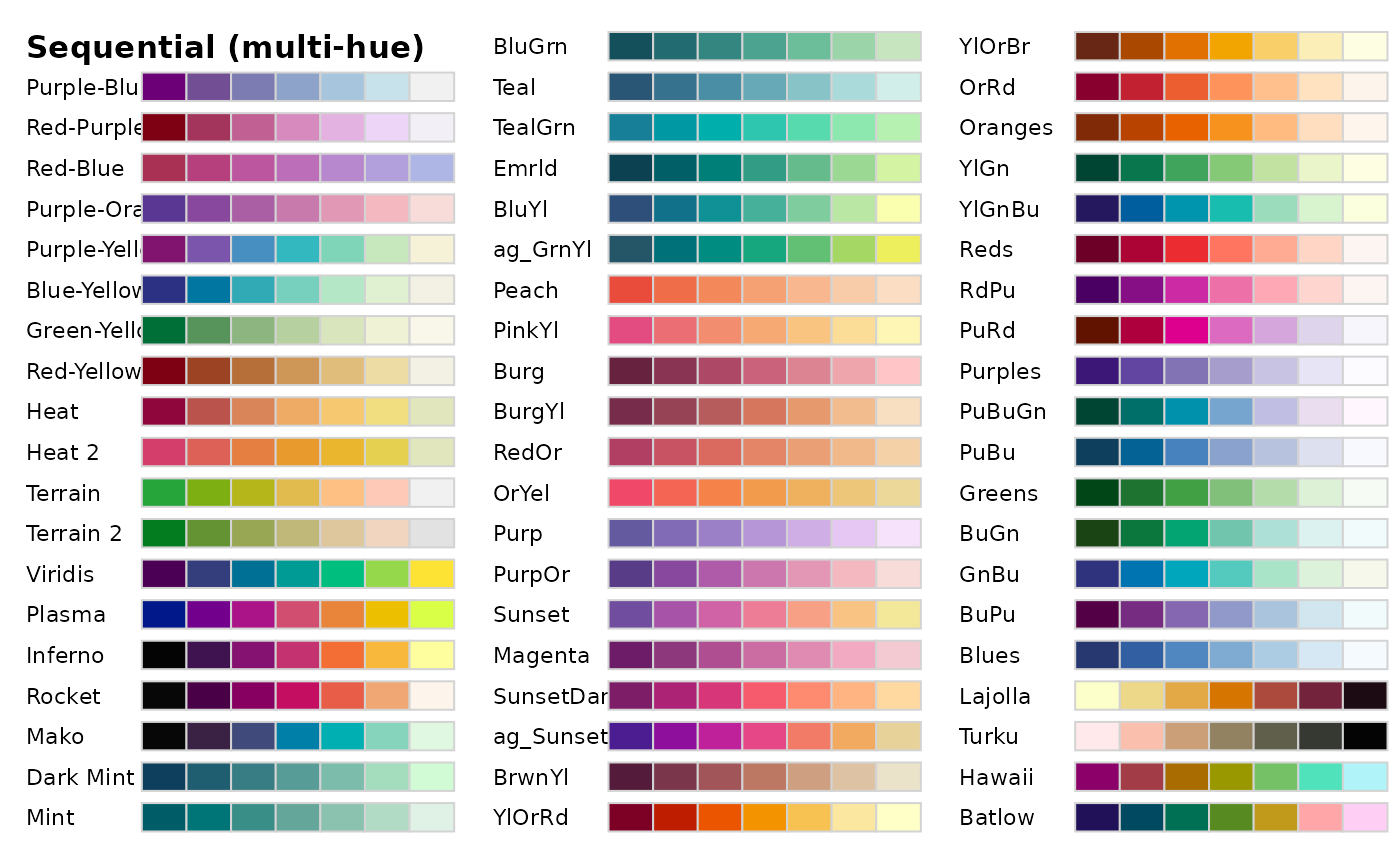 Sequential (multi-hue)
Purple-Blu
Red-Purple
Red-Blue
Purple-Ora
Purple-Yell
Blue-Yellow
Green-Yello
Red-Yellow
Heat
Heat 2
Terrain
Terrain 2
Viridis
Plasma
Inferno
Rocket
Mako
Dark Mint
Mint
BluGrn
Teal
TealGrn
Emrld
BluYl
ag_GrnYl
Peach
PinkYl
Burg
BurgYl
RedOr
OrYel
Purp
PurpOr
Sunset
Magenta
SunsetDar
ag_Sunset
BrwnYl
YlOrRd
YlOrBr
OrRd
Oranges
YlGn
YlGnBu
Reds
RdPu
PuRd
Purples
PuBuGn
PuBu
Greens
BuGn
GnBu
BuPu
Blues
Lajolla
Turku
Hawaii
Batlow